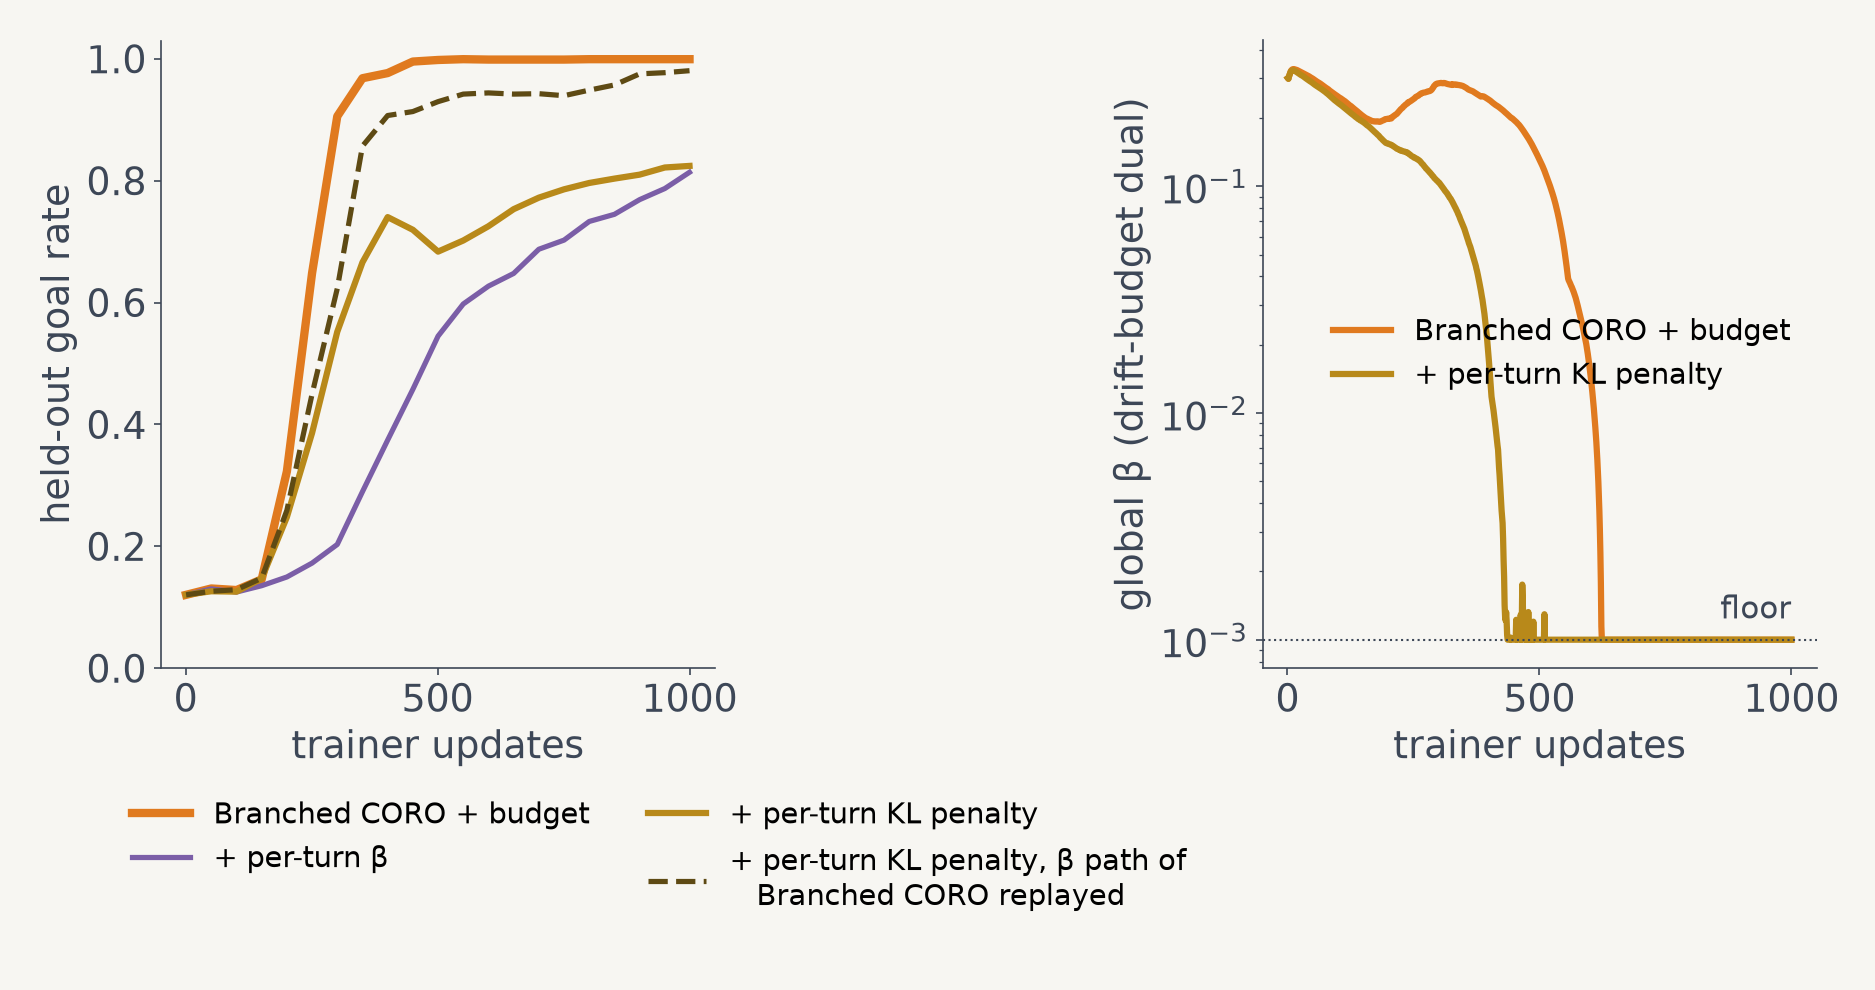 held-out goal rate
1.0
0.8
0.6
0.4
0.2
0.0
0
500
1000
trainer updates
global β (drift-budget dual)
10⁻¹
10⁻²
10⁻³
Branched CORO + budget
+ per-turn KL penalty
floor
0
500
1000
trainer updates
Branched CORO + budget
+ per-turn β
+ per-turn KL penalty
+ per-turn KL penalty, β path of
Branched CORO replayed